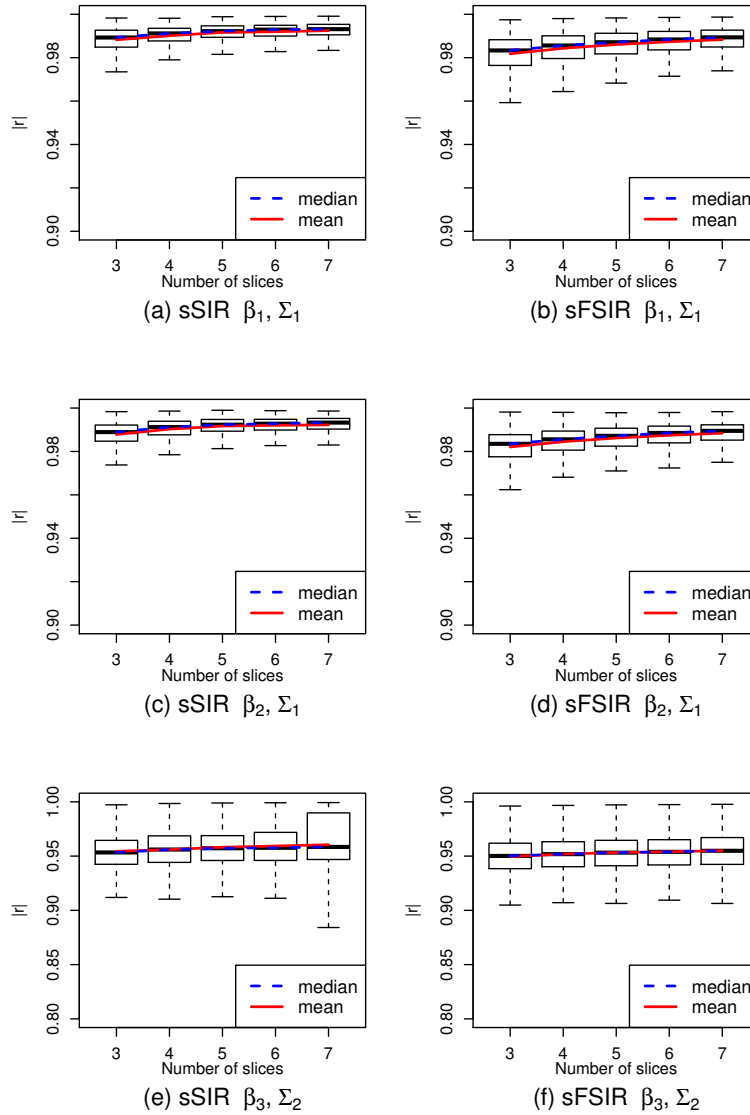 |r|
0.98
0.94
0.90
median
mean
3 4 5 6 7
Number of slices
(a) sSIR β₁, Σ₁
|r|
0.98
0.94
0.90
median
mean
3 4 5 6 7
Number of slices
(b) sFSIR β₁, Σ₁
|r|
0.98
0.94
0.90
median
mean
3 4 5 6 7
Number of slices
(c) sSIR β₂, Σ₁
|r|
0.98
0.94
0.90
median
mean
3 4 5 6 7
Number of slices
(d) sFSIR β₂, Σ₁
|r|
1.00
0.95
0.90
0.85
0.80
median
mean
3 4 5 6 7
Number of slices
(e) sSIR β₃, Σ₂
|r|
1.00
0.95
0.90
0.85
0.80
median
mean
3 4 5 6 7
Number of slices
(f) sFSIR β₃, Σ₂